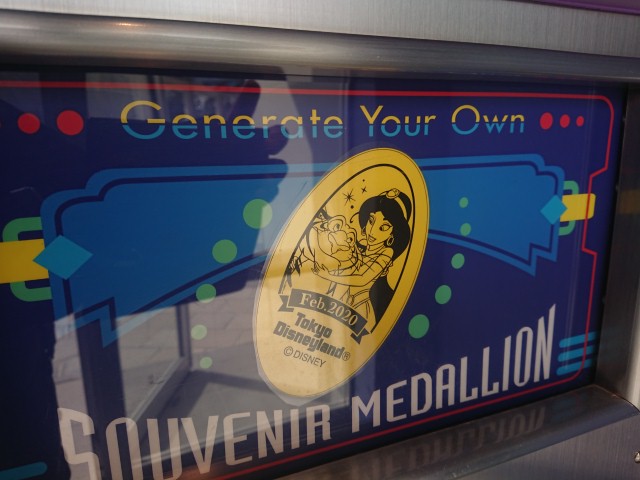 Generate Your Own
Feb.2020
Tokyo
Disneyland®
©DISNEY
SOUVENIR MEDALLION